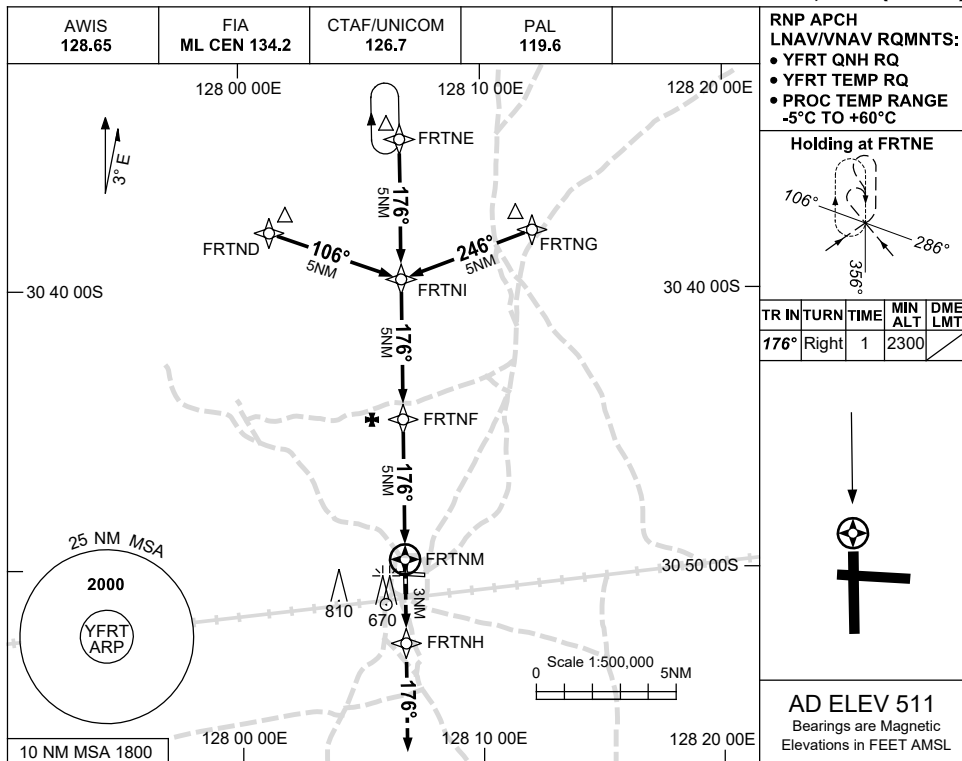 AWIS
128.65
FIA
ML CEN 134.2
CTAF/UNICOM
126.7
PAL
119.6
RNP APCH
LNAV/VNAV RQMNTS:
• YFRT QNH RQ
• YFRT TEMP RQ
• PROC TEMP RANGE
-5°C TO +60°C
128 00 00E
128 10 00E
128 20 00E
3° E
FRTNE
176°
5NM
FRTND
106°
5NM
246°
5NM
FRTNG
FRTNI
30 40 00S
30 40 00S
176°
5NM
FRTNF
176°
5NM
FRTNM
30 50 00S
3NM
810
670
FRTNH
176°
25 NM MSA
2000
YFRT
ARP
Scale 1:500,000
0
5NM
10 NM MSA 1800
128 00 00E
128 10 00E
128 20 00E
Holding at FRTNE
106°
286°
356°
TR IN TURN TIME MIN ALT DME LMT
176° Right 1 2300
AD ELEV 511
Bearings are Magnetic
Elevations in FEET AMSL